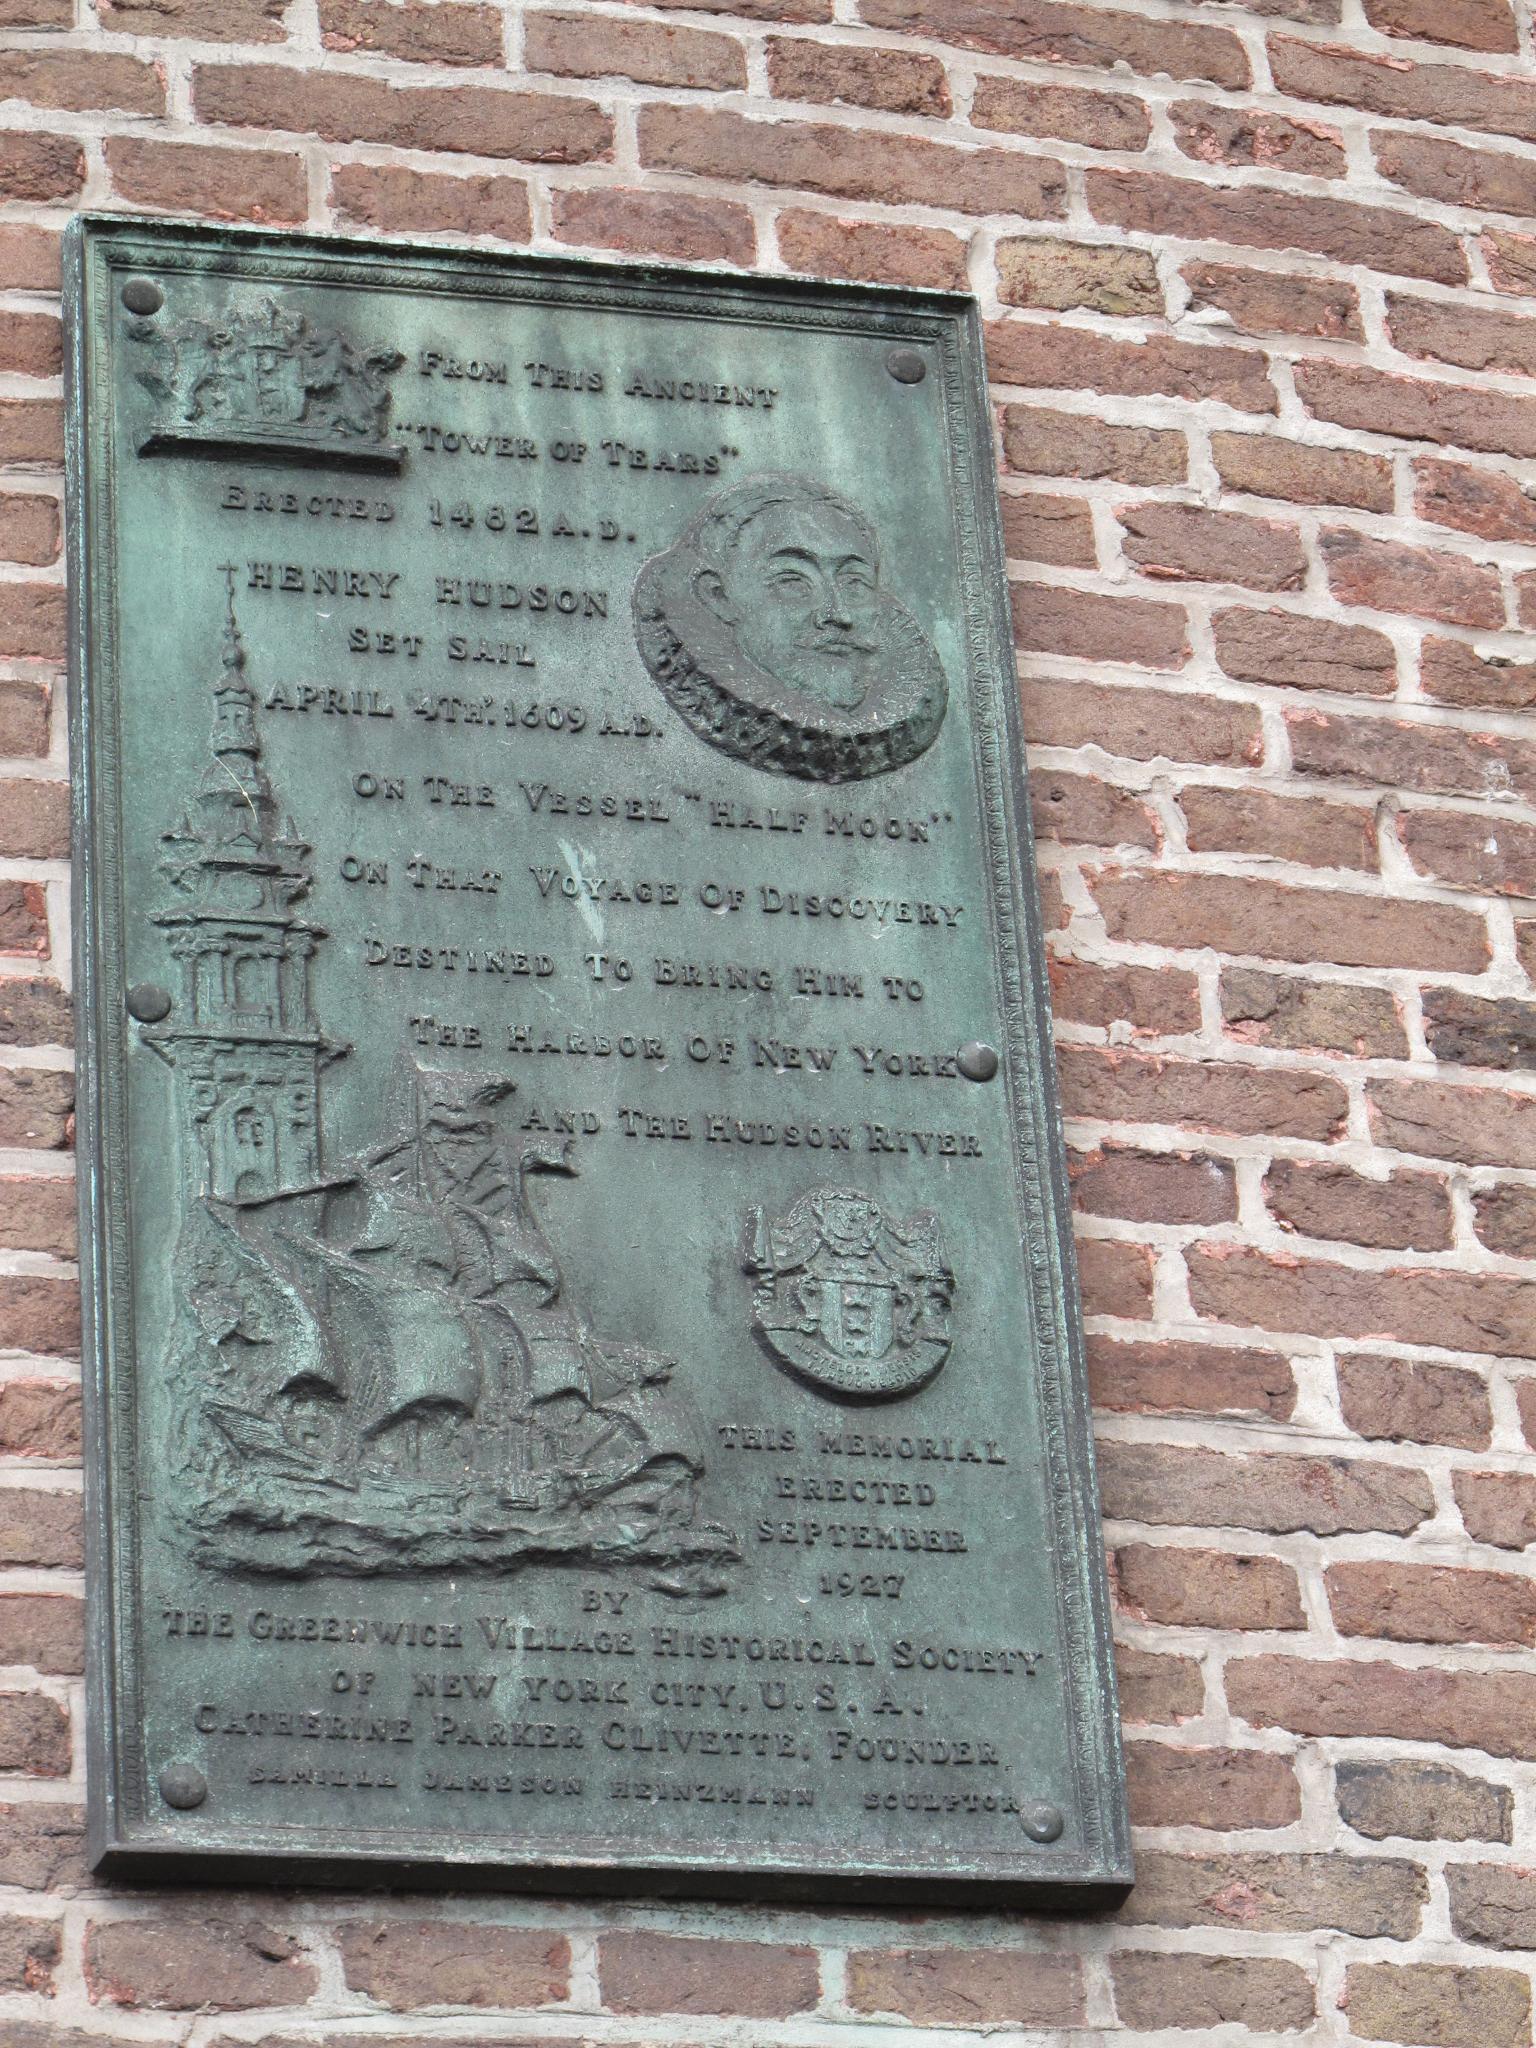 FROM THIS ANCIENT
"TOWER OF TEARS"
ERECTED 1482 A.D.
HENRY HUDSON
SET SAIL
APRIL 4TH. 1609 A.D.
ON THE VESSEL "HALF MOON"
ON THAT VOYAGE OF DISCOVERY
DESTINED TO BRING HIM TO
THE HARBOR OF NEW YORK
AND THE HUDSON RIVER
THIS MEMORIAL
ERECTED
SEPTEMBER
1927
BY
THE GREENWICH VILLAGE HISTORICAL SOCIETY
OF NEW YORK CITY, U.S.A.
CATHERINE PARKER CLIVETTE, FOUNDER,
JAMESON HEINZMANN SCULPTOR